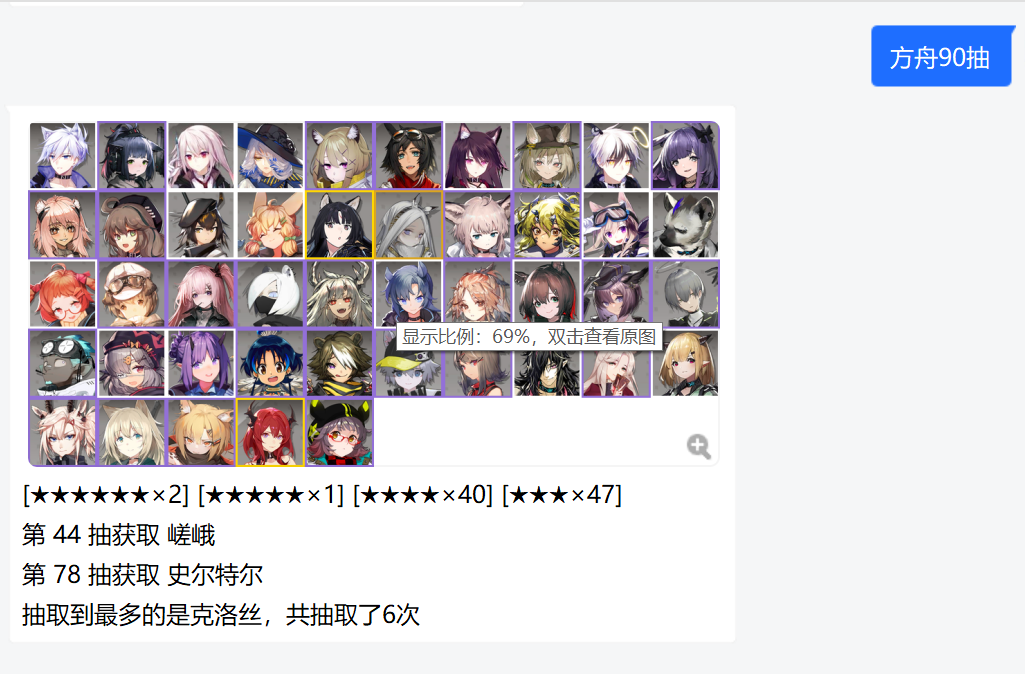 方舟90抽
显示比例：69%，双击查看原图
[★★★★★★×2] [★★★★★×1] [★★★★×40] [★★★×47]
第 44 抽获取 嵯峨
第 78 抽获取 史尔特尔
抽取到最多的是克洛丝，共抽取了6次